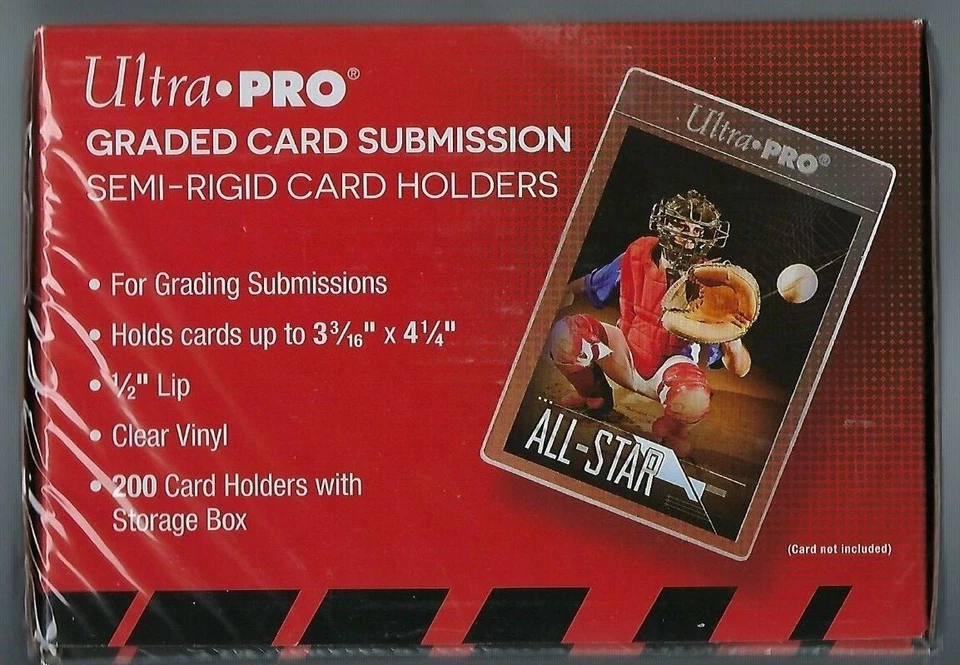 Ultra•PRO®
GRADED CARD SUBMISSION
SEMI-RIGID CARD HOLDERS
• For Grading Submissions
• Holds cards up to 3 3/16" x 4 1/4"
• 1/2" Lip
• Clear Vinyl
• 200 Card Holders with
Storage Box
Ultra•PRO®
ALL-STAR
(Card not included)